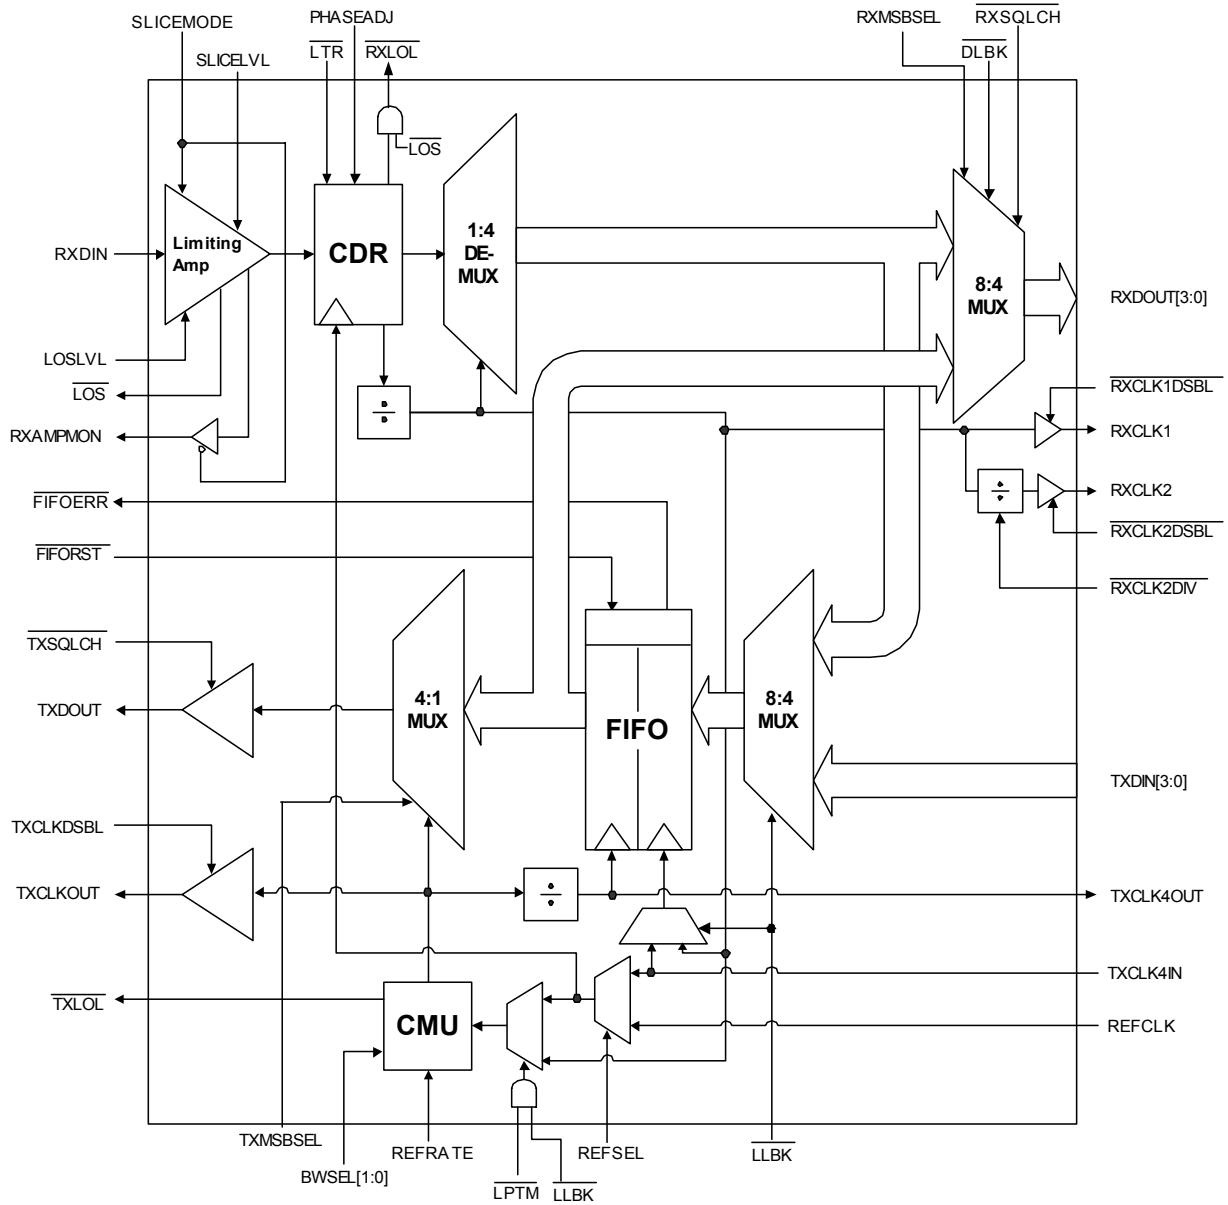 SLICEMODE
PHASEADJ
RXMSBSEL
RXSQLCH
SLICELVL
LTR
RXLOL
DLBK
LOS
RXDIN
Limiting
Amp
CDR
1:4
DE-
MUX
8:4
MUX
RXDOUT[3:0]
LOSLVL
LOS
RXAMPMON
÷
RXCLK1DSBL
RXCLK1
÷
RXCLK2
RXCLK2DSBL
RXCLK2DIV
FIFOERR
FIFORST
TXSQLCH
TXDOUT
4:1
MUX
FIFO
8:4
MUX
TXDIN[3:0]
TXCLKDSBL
TXCLKOUT
÷
TXCLK4OUT
TXCLK4IN
TXLOL
CMU
REFCLK
TXMSBSEL
BWSEL[1:0]
REFRATE
LPTM
LLBK
REFSEL
LLBK